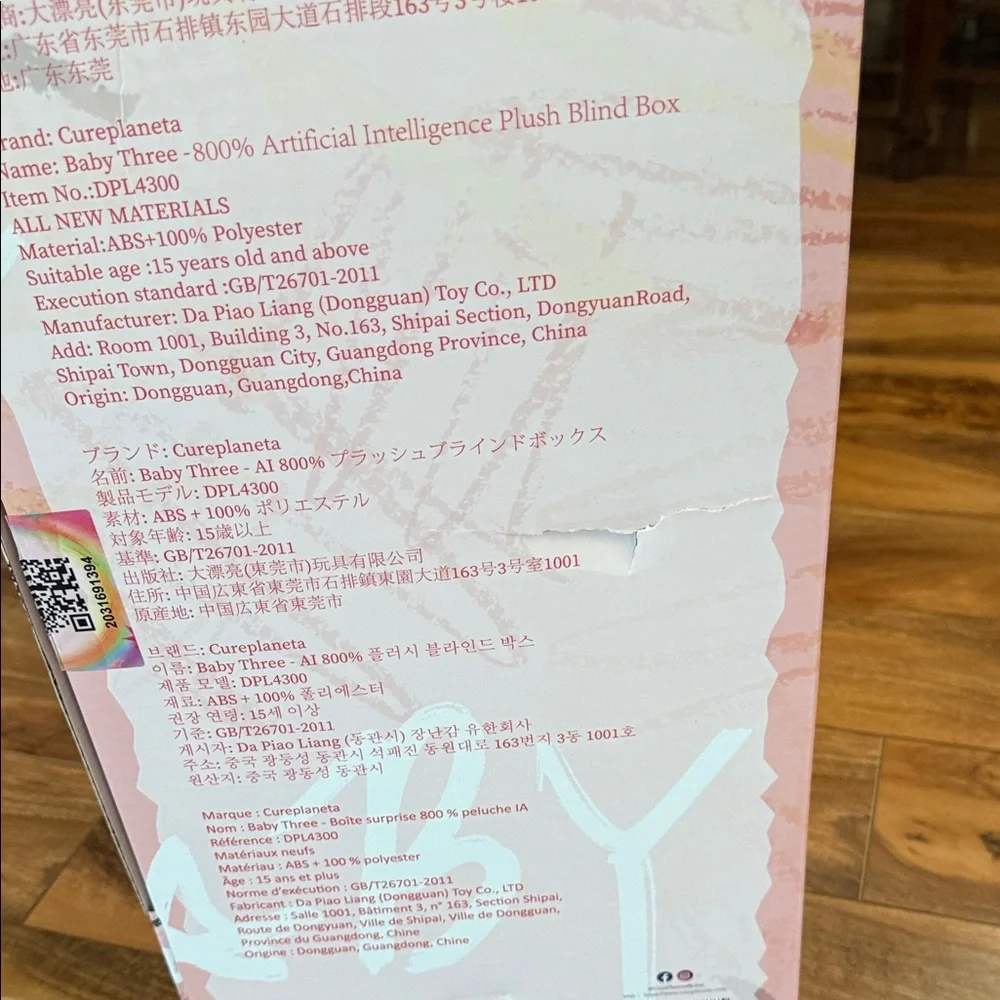 商:大漂亮(东莞市)玩具有限公司
:广东省东莞市石排镇东园大道石排段163号3号楼10
地:广东东莞
rand: Cureplaneta
Name: Baby Three -800% Artificial Intelligence Plush Blind Box
Item No.:DPL4300
ALL NEW MATERIALS
Material:ABS+100% Polyester
Suitable age :15 years old and above
Execution standard :GB/T26701-2011
Manufacturer: Da Piao Liang (Dongguan) Toy Co., LTD
Add: Room 1001, Building 3, No.163, Shipai Section, DongyuanRoad,
Shipai Town, Dongguan City, Guangdong Province, China
Origin: Dongguan, Guangdong,China
ブランド: Cureplaneta
名前: Baby Three - AI 800% プラッシュブラインドボックス
製品モデル: DPL4300
素材: ABS + 100% ポリエステル
対象年齢: 15歳以上
基準: GB/T26701-2011
出版社: 大漂亮(東莞市)玩具有限公司
住所: 中国広東省東莞市石排鎮東園大道163号3号室1001
原産地: 中国広東省東莞市
2031691394
브랜드: Cureplaneta
이름: Baby Three - AI 800% 플러시 블라인드 박스
제품 모델: DPL4300
재료: ABS + 100% 폴리에스터
권장 연령: 15세 이상
기준: GB/T26701-2011
게시자: Da Piao Liang (동관시) 장난감 유한회사
주소: 중국 광둥성 동관시 석패진 동원대로 163번지 3동 1001호
원산지: 중국 광동성 동관시
Marque : Cureplaneta
Nom : Baby Three - Boîte surprise 800 % peluche IA
Référence : DPL4300
Matériaux neufs
Matériau : ABS + 100 % polyester
Âge : 15 ans et plus
Norme d'exécution : GB/T26701-2011
Fabricant : Da Piao Liang (Dongguan) Toy Co., LTD
Adresse : Salle 1001, Bâtiment 3, n° 163, Section Shipai,
Route de Dongyuan, Ville de Shipai, Ville de Dongguan,
Province du Guangdong, Chine
Origine : Dongguan, Guangdong, Chine
ABY